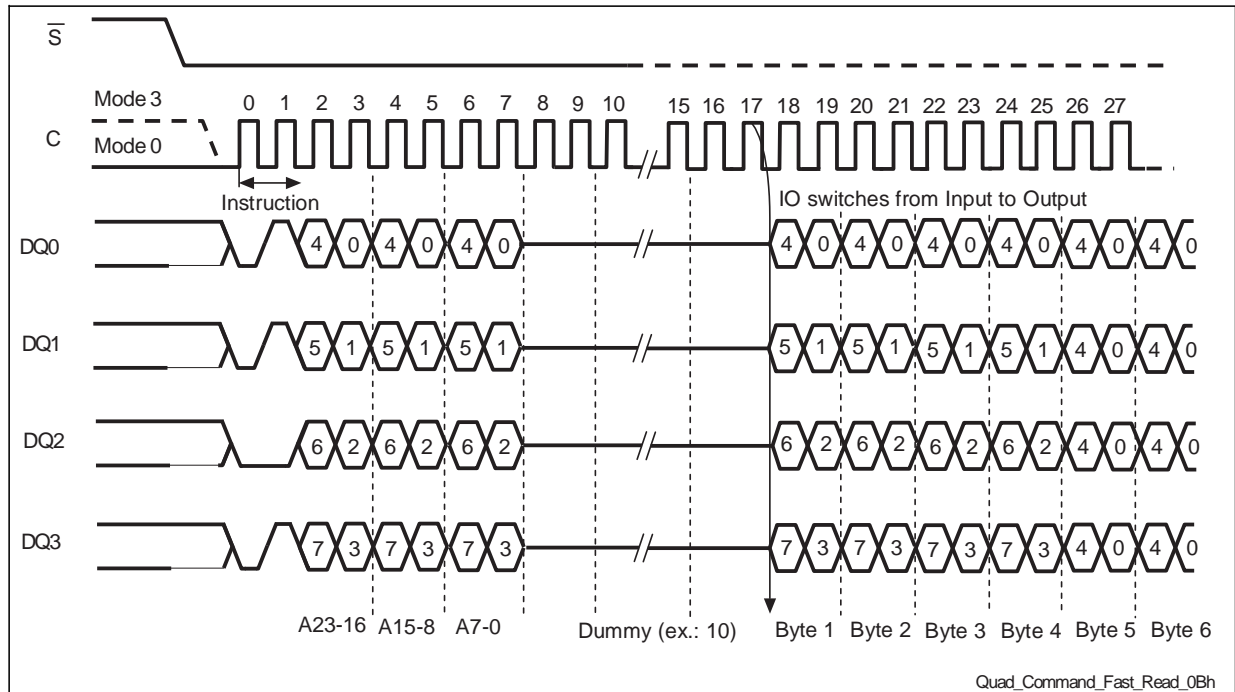 S
Mode 3
0 1 2 3 4 5 6 7 8 9 10 15 16 17 18 19 20 21 22 23 24 25 26 27
C
Mode 0
Instruction
IO switches from Input to Output
DQ0 4 0 4 0 4 0 4 0 4 0 4 0 4 0 4 0 4 0
DQ1 5 1 5 1 5 1 5 1 5 1 5 1 5 1 4 0 4 0
DQ2 6 2 6 2 6 2 6 2 6 2 6 2 6 2 4 0 4 0
DQ3 7 3 7 3 7 3 7 3 7 3 7 3 7 3 4 0 4 0
A23-16 A15-8 A7-0 Dummy (ex.: 10) Byte 1 Byte 2 Byte 3 Byte 4 Byte 5 Byte 6
Quad_Command_Fast_Read_0Bh